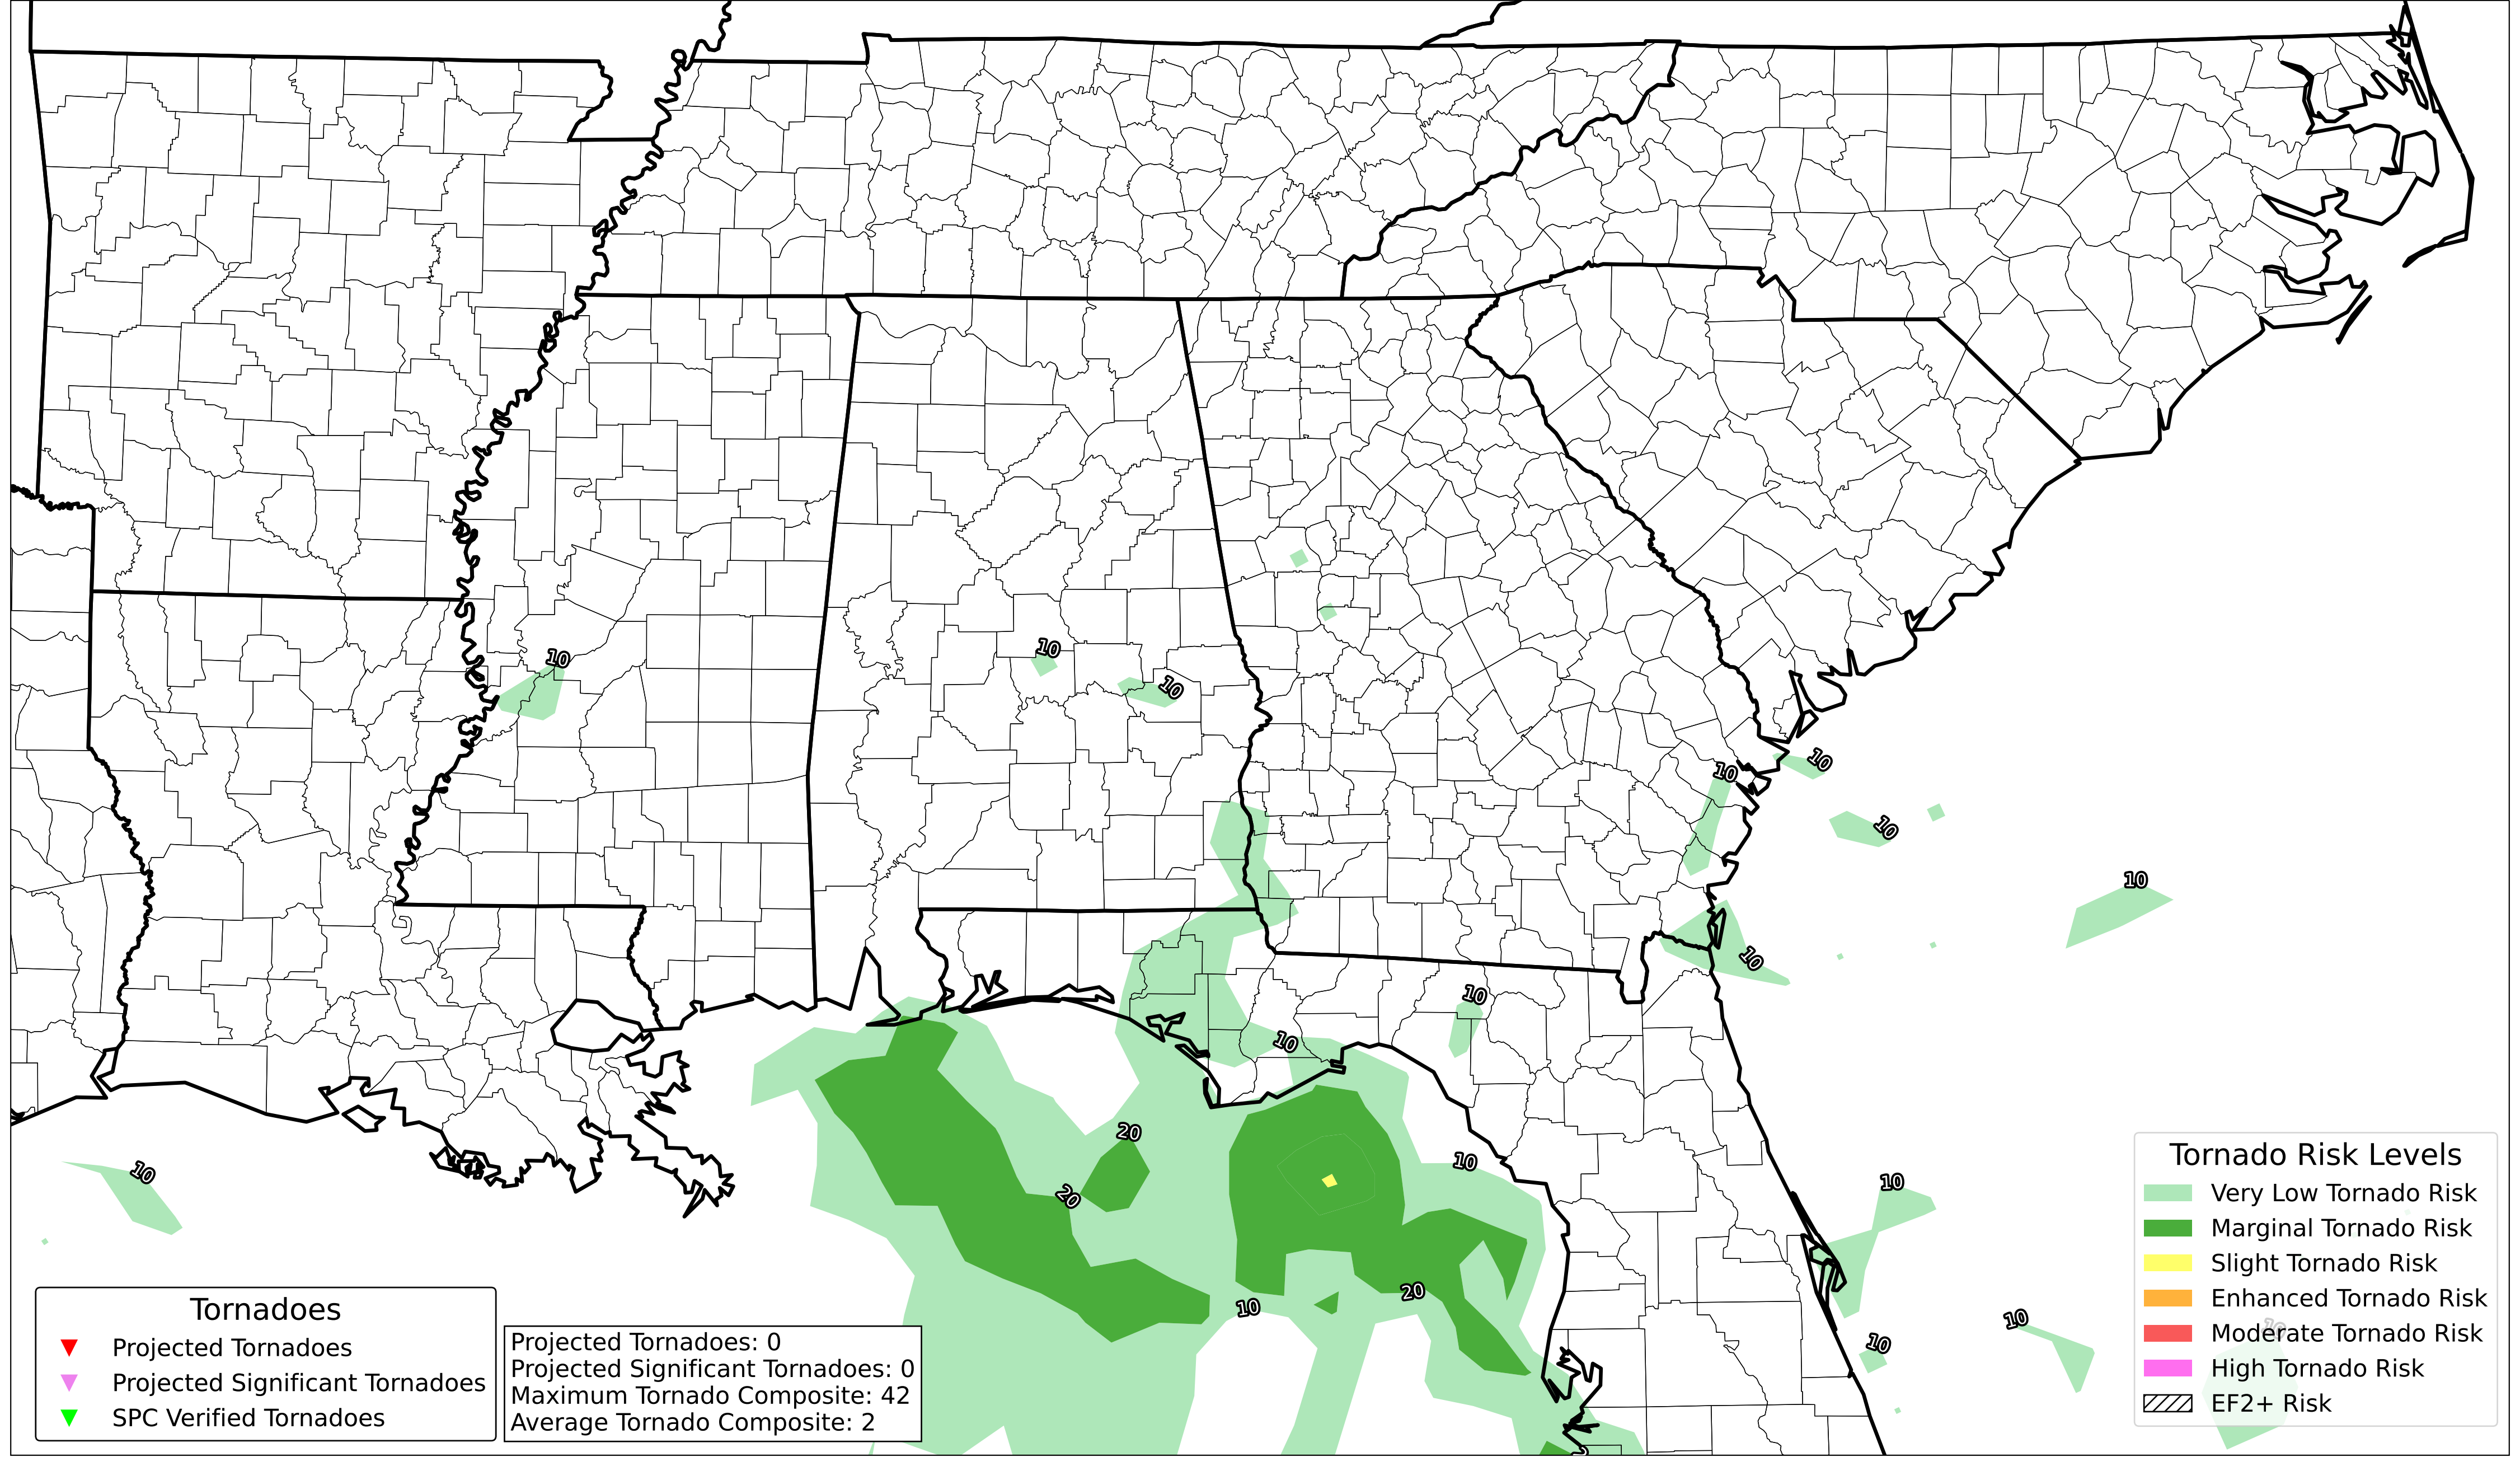 10
10
10
10
10
10
10
10
10
10
10
20
10
10
20
10
20
10
10
10
10
Tornado Risk Levels
Very Low Tornado Risk
Marginal Tornado Risk
Slight Tornado Risk
Enhanced Tornado Risk
Moderate Tornado Risk
High Tornado Risk
EF2+ Risk
Tornadoes
Projected Tornadoes
Projected Significant Tornadoes
SPC Verified Tornadoes
Projected Tornadoes: 0
Projected Significant Tornadoes: 0
Maximum Tornado Composite: 42
Average Tornado Composite: 2